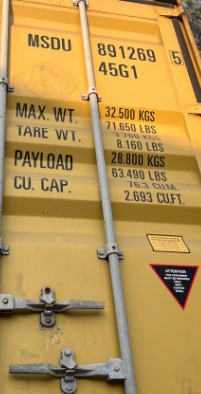 MSDU 891269 5
45G1
MAX. WT. 32.500 KGS
71.650 LBS
TARE WT. 3.700 KGS
8.160 LBS
PAYLOAD 28.800 KGS
63.490 LBS
CU. CAP. 76.3 CU.M.
2.693 CU.FT.
ATTENTION